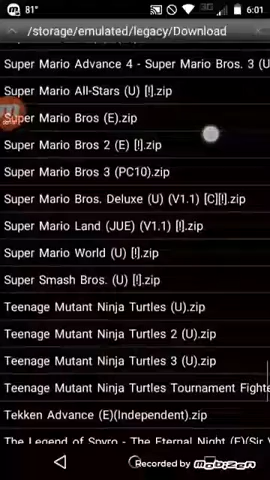 81° 6:01
/storage/emulated/legacy/Download
Super Mario Advance 4 - Super Mario Bros. 3 (U
Super Mario All-Stars (U) [!].zip
Super Mario Bros (E).zip
Super Mario Bros 2 (E) [!].zip
Super Mario Bros 3 (PC10).zip
Super Mario Bros. Deluxe (U) (V1.1) [C][!].zip
Super Mario Land (JUE) (V1.1) [!].zip
Super Mario World (U) [!].zip
Super Smash Bros. (U) [!].zip
Teenage Mutant Ninja Turtles (U).zip
Teenage Mutant Ninja Turtles 2 (U).zip
Teenage Mutant Ninja Turtles 3 (U).zip
Teenage Mutant Ninja Turtles Tournament Fighte
Tekken Advance (E)(Independent).zip
The Legend of Spyro - The Eternal Night (E)(Sir V
Recorded by mobizen